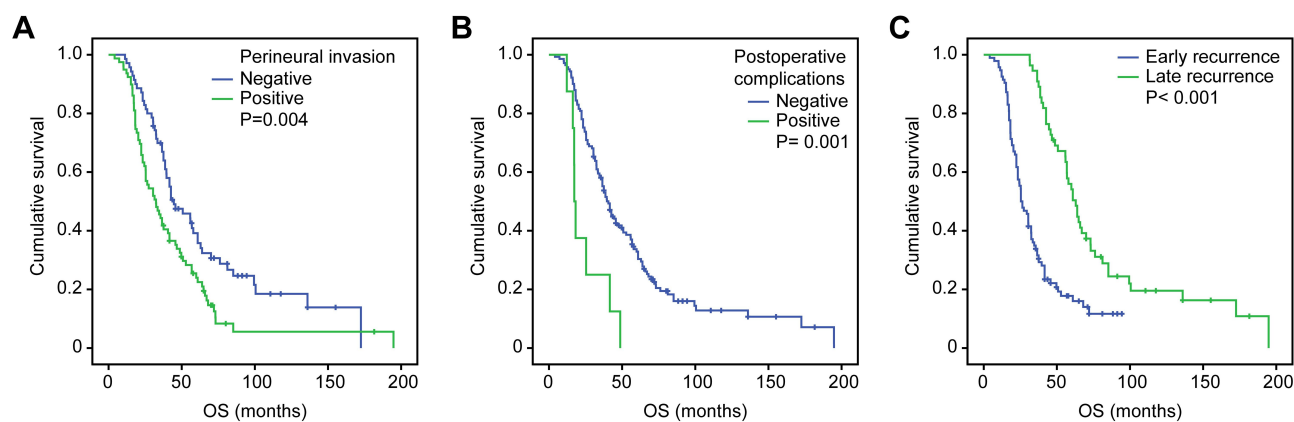 A
Perineural invasion
Negative
Positive
P=0.004
1.0
0.8
0.6
0.4
0.2
0
Cumulative survival
0 50 100 150 200
OS (months)
B
Postoperative
complications
Negative
Positive
P= 0.001
1.0
0.8
0.6
0.4
0.2
0
Cumulative survival
0 50 100 150 200
OS (months)
C
Early recurrence
Late recurrence
P< 0.001
1.0
0.8
0.6
0.4
0.2
0
Cumulative survival
0 50 100 150 200
OS (months)